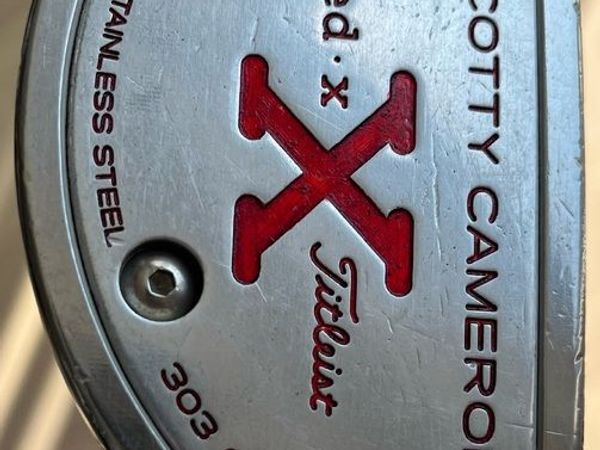 COTTY CAMERO
X
ed · x
Titleist
TAINLESS STEEL
303